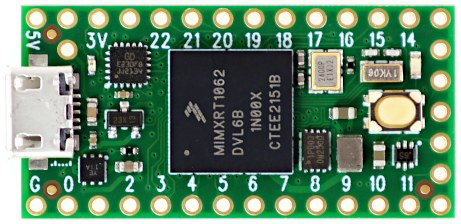 5V 3V 22 21 20 19 18 17 16 15 14
MIMXRT1062
DVL6B
1N00X
CTEE2151B
1YK06
G 0 2 3 4 5 6 7 8 9 10 11